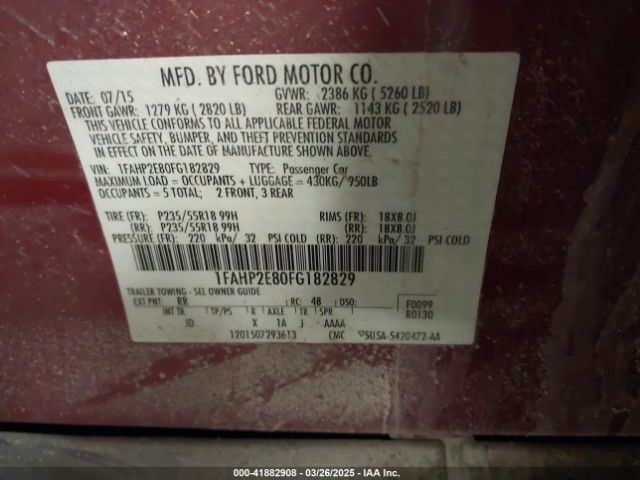 MFD. BY FORD MOTOR CO.
DATE: 07/15 GVWR: 2386 KG ( 5260 LB)
FRONT GAWR: 1279 KG ( 2820 LB) REAR GAWR: 1143 KG ( 2520 LB)
THIS VEHICLE CONFORMS TO ALL APPLICABLE FEDERAL MOTOR
VEHICLE SAFETY, BUMPER, AND THEFT PREVENTION STANDARDS
IN EFFECT ON THE DATE OF MANUFACTURE SHOWN ABOVE.
VIN: 1FAHP2E80FG182829 TYPE: Passenger Car
MAXIMUM LOAD = OCCUPANTS + LUGGAGE = 430KG/ 950LB
OCCUPANTS = 5 TOTAL; 2 FRONT, 3 REAR
TIRE (FR): P235/55R18 99H RIMS (FR): 18X8.0J
(RR): P235/55R18 99H (RR): 18X8.0J
PRESSURE (FR): 220 kPa/ 32 PSI COLD (RR): 220 kPa/ 32 PSI COLD
1FAHP2E80FG182829
TRAILER TOWING - SEE OWNER GUIDE
EXT PNT: RR RC: 48 DSO: F0099
INT TR TP/PS R AXLE TR SPR R0130
JD X 1A J AAAA
1201507293613 CMC 5U5A-5420472-AA
000-41882908 • 03/26/2025 • IAA Inc.